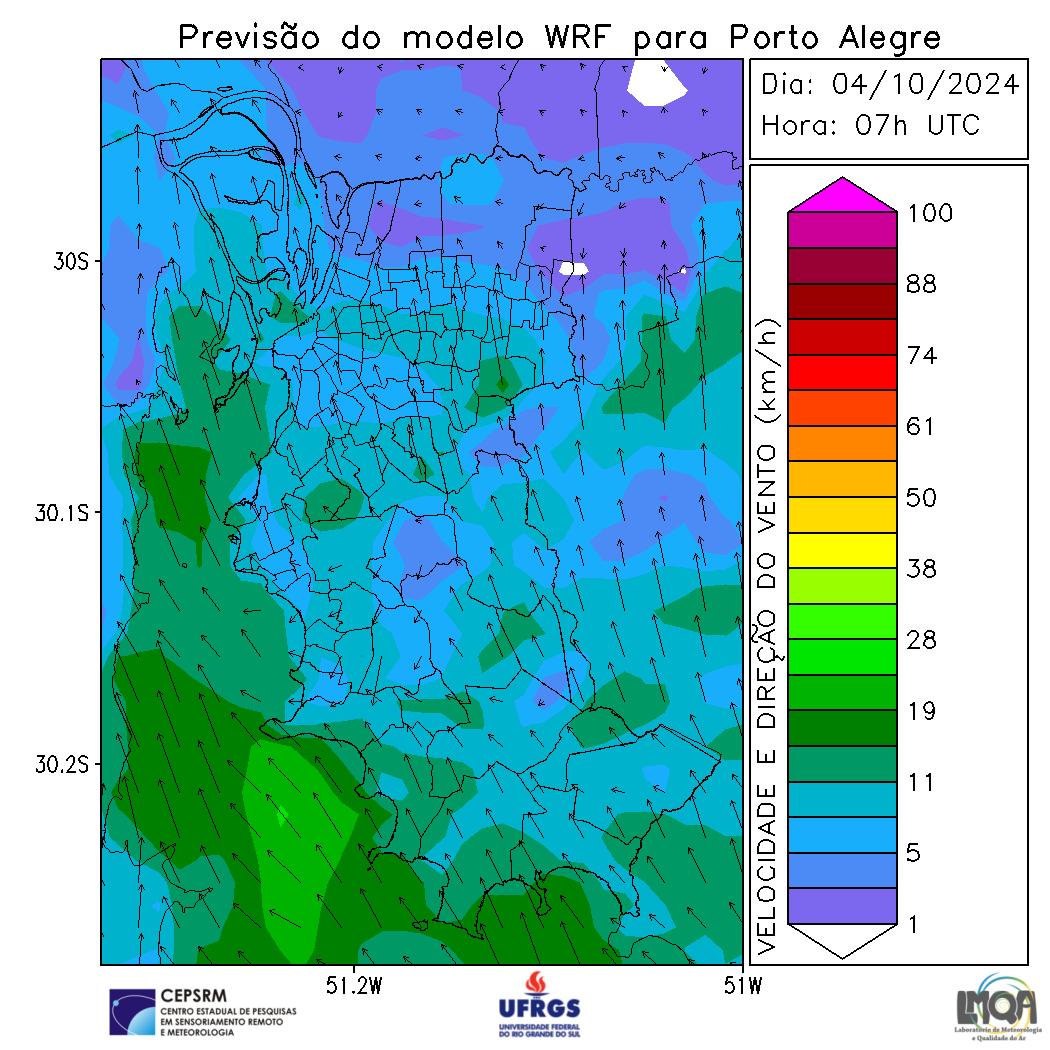 Previsão do modelo WRF para Porto Alegre
Dia: 04/10/2024
Hora: 07h UTC
30S
30.1S
30.2S
51.2W
51W
VELOCIDADE E DIREÇÃO DO VENTO (km/h)
100
88
74
61
50
38
28
19
11
5
1
CEPSRM
CENTRO ESTADUAL DE PESQUISAS
EM SENSORIAMENTO REMOTO
E METEOROLOGIA
UFRGS
UNIVERSIDADE FEDERAL
DO RIO GRANDE DO SUL
LMQA
Laboratório de Meteorologia
e Qualidade do Ar